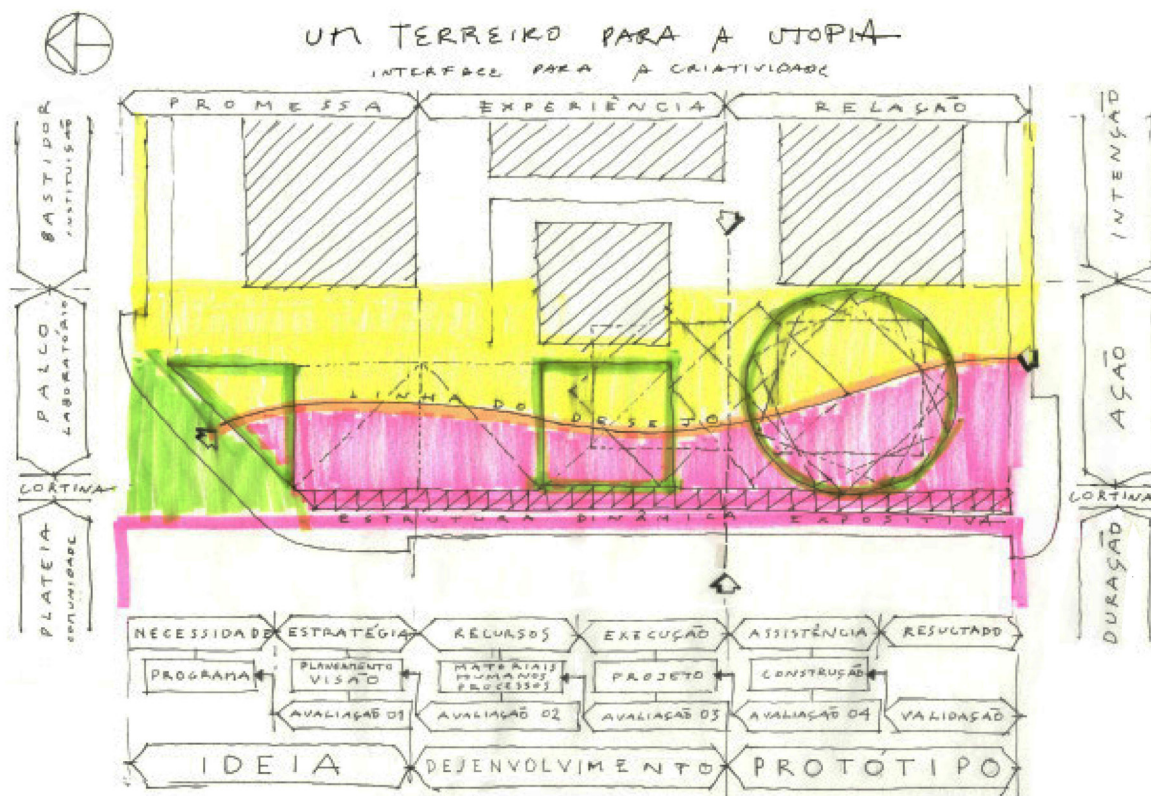 UM TERREIRO PARA A UTOPIA
INTERFACE PARA A CRIATIVIDADE
PROMESSA
EXPERIÊNCIA
RELAÇÃO
BASTIDOR
INSTITUIÇÃO
PALCO
LABORATÓRIO
CORTINA
PLATEIA
COMUNIDADE
INTENÇÃO
AÇÃO
CORTINA
DURAÇÃO
LINHA DO DESEJO
ESTRUTURA DINÂMICA EXPOSITIVA
NECESSIDADE
ESTRATÉGIA
RECURSOS
EXECUÇÃO
ASSISTÊNCIA
RESULTADO
PROGRAMA
PLANEAMENTO
VISÃO
MATERIAIS
HUMANOS
PROCESSOS
PROJETO
CONSTRUÇÃO
AVALIAÇÃO 01
AVALIAÇÃO 02
AVALIAÇÃO 03
AVALIAÇÃO 04
VALIDAÇÃO
IDEIA
DESENVOLVIMENTO
PROTÓTIPO